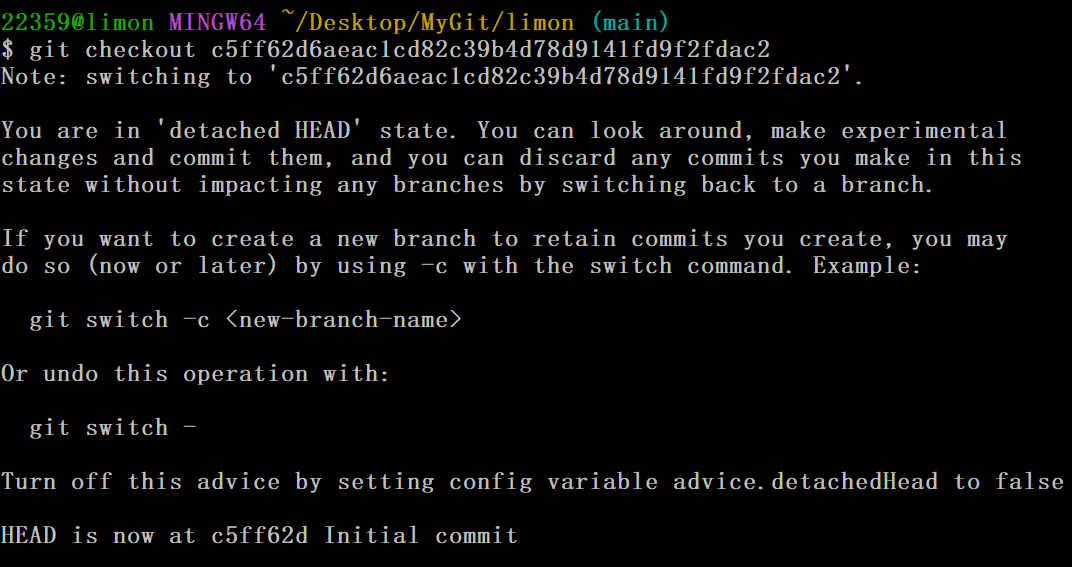 22359@limon MINGW64 ~/Desktop/MyGit/limon (main)
$ git checkout c5ff62d6aeac1cd82c39b4d78d9141fd9f2fdac2
Note: switching to 'c5ff62d6aeac1cd82c39b4d78d9141fd9f2fdac2'.
You are in 'detached HEAD' state. You can look around, make experimental
changes and commit them, and you can discard any commits you make in this
state without impacting any branches by switching back to a branch.
If you want to create a new branch to retain commits you create, you may
do so (now or later) by using -c with the switch command. Example:
git switch -c <new-branch-name>
Or undo this operation with:
git switch -
Turn off this advice by setting config variable advice.detachedHead to false
HEAD is now at c5ff62d Initial commit